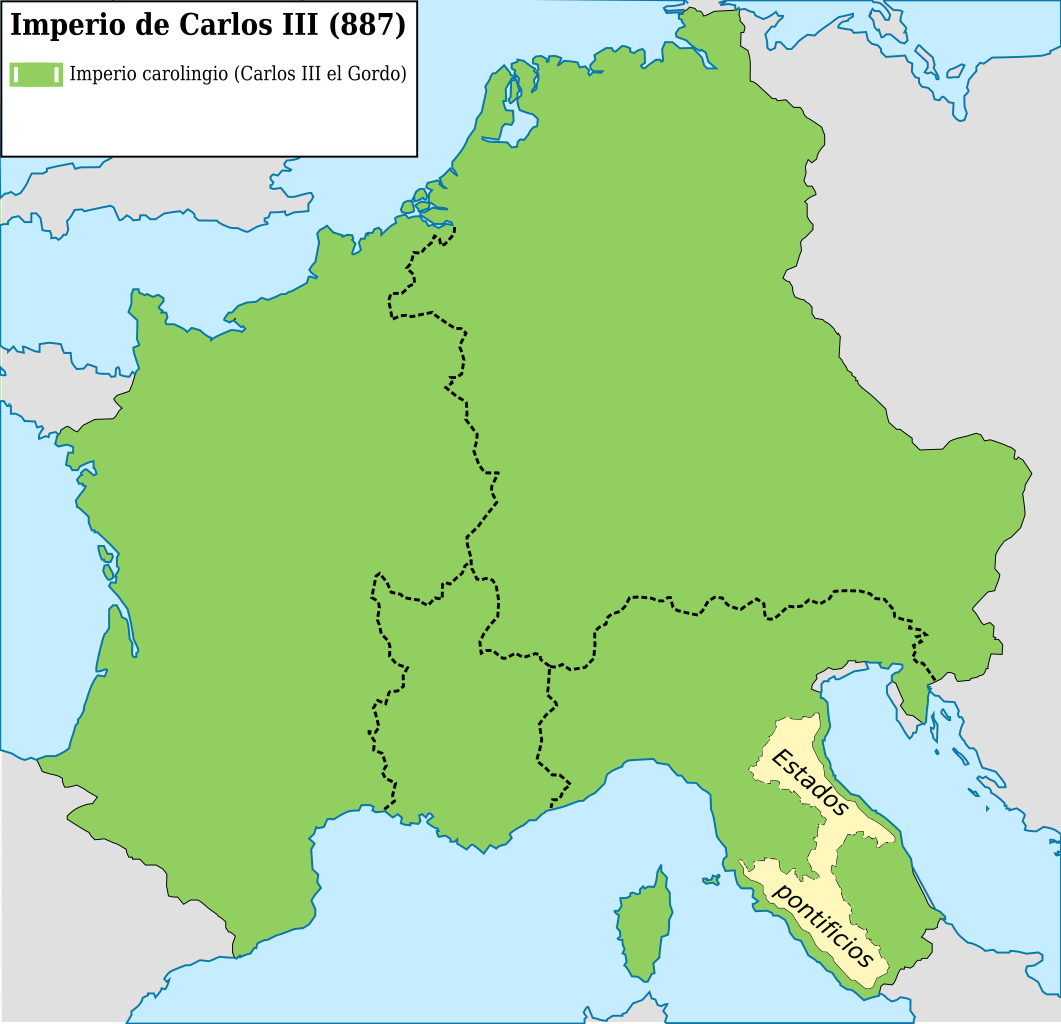 Imperio de Carlos III (887)
Imperio carolingio (Carlos III el Gordo)
Estados
pontificios